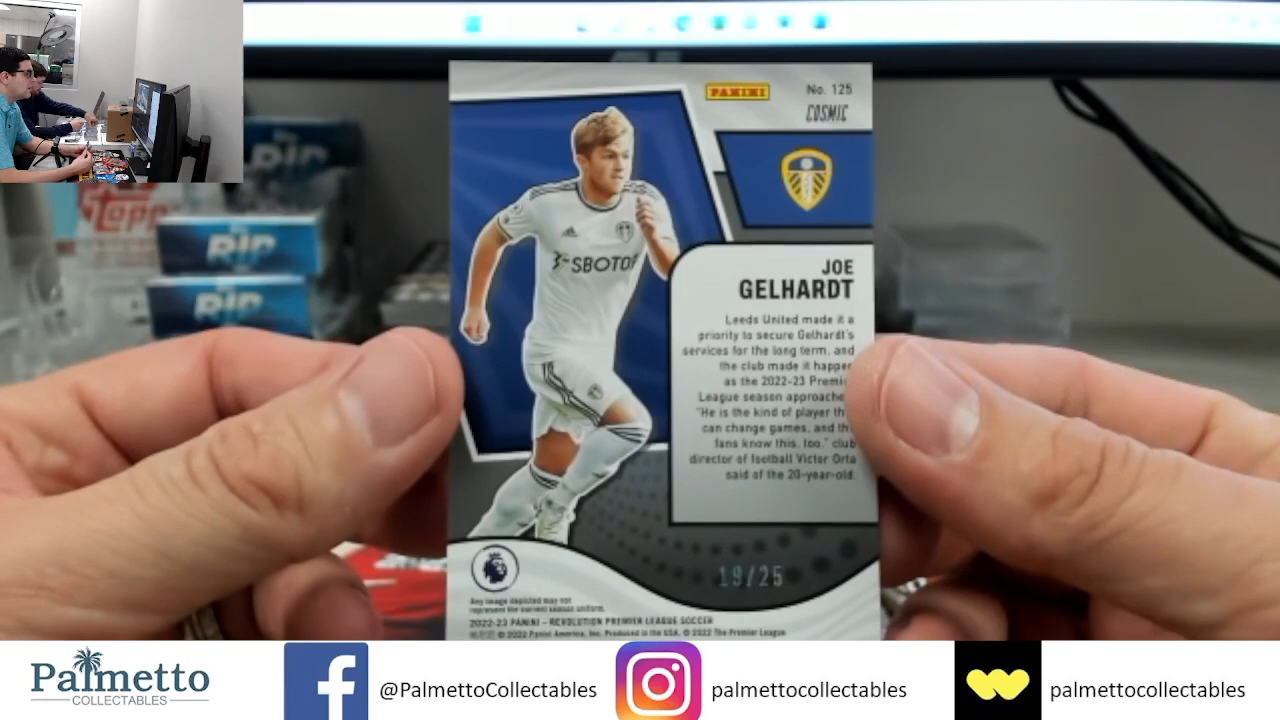 RIP
Topps
RIP
RIP
PANINI
No. 125
COSMIC
SBOTOP
JOE
GELHARDT
Leeds United made it a
priority to secure Gelhardt's
services for the long term, and
the club made it happen
as the 2022-23 Premi
League season approache
"He is the kind of player th
can change games, and th
fans know this, too," club
director of football Victor Orta
said of the 20-year-old.
19/25
Any image depicted may not
represent the current season uniform.
2022-23 PANINI – REVOLUTION PREMIER LEAGUE SOCCER
© 2022 Panini America, Inc. Produced in the USA. © 2022 The Premier League
Palmetto
COLLECTABLES
@PalmettoCollectables
palmettocollectables
palmettocollectables